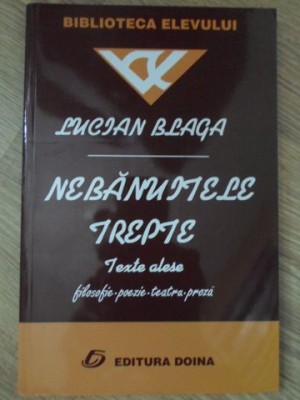 BIBLIOTECA ELEVULUI
LUCIAN BLAGA
NEBĂNUITELE
TREPTE
Texte alese
filosofie·poezie·teatru·proză
EDITURA DOINA